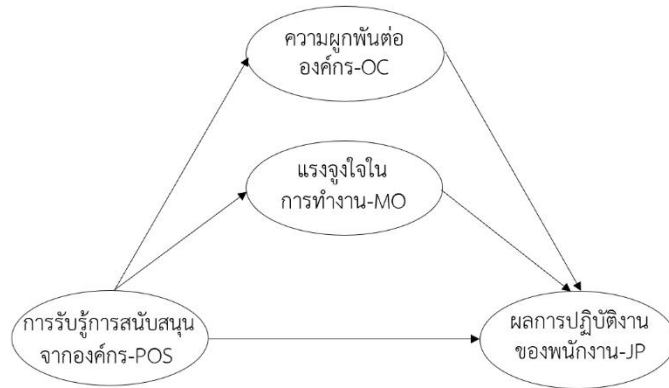 ความผูกพันต่อ
องค์กร-OC
แรงจูงใจใน
การทำงาน-MO
การรับรู้การสนับสนุน
จากองค์กร-POS
ผลการปฏิบัติงาน
ของพนักงาน-JP